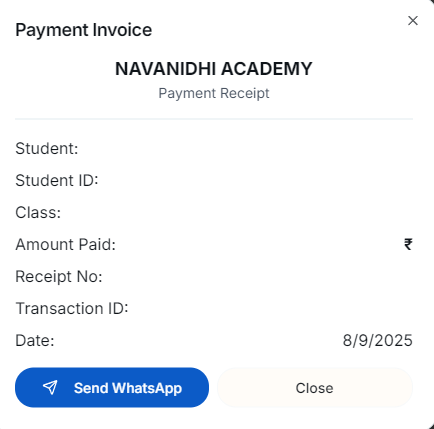 Payment Invoice
NAVANIDHI ACADEMY
Payment Receipt
Student:
Student ID:
Class:
Amount Paid: ₹
Receipt No:
Transaction ID:
Date: 8/9/2025
Send WhatsApp
Close